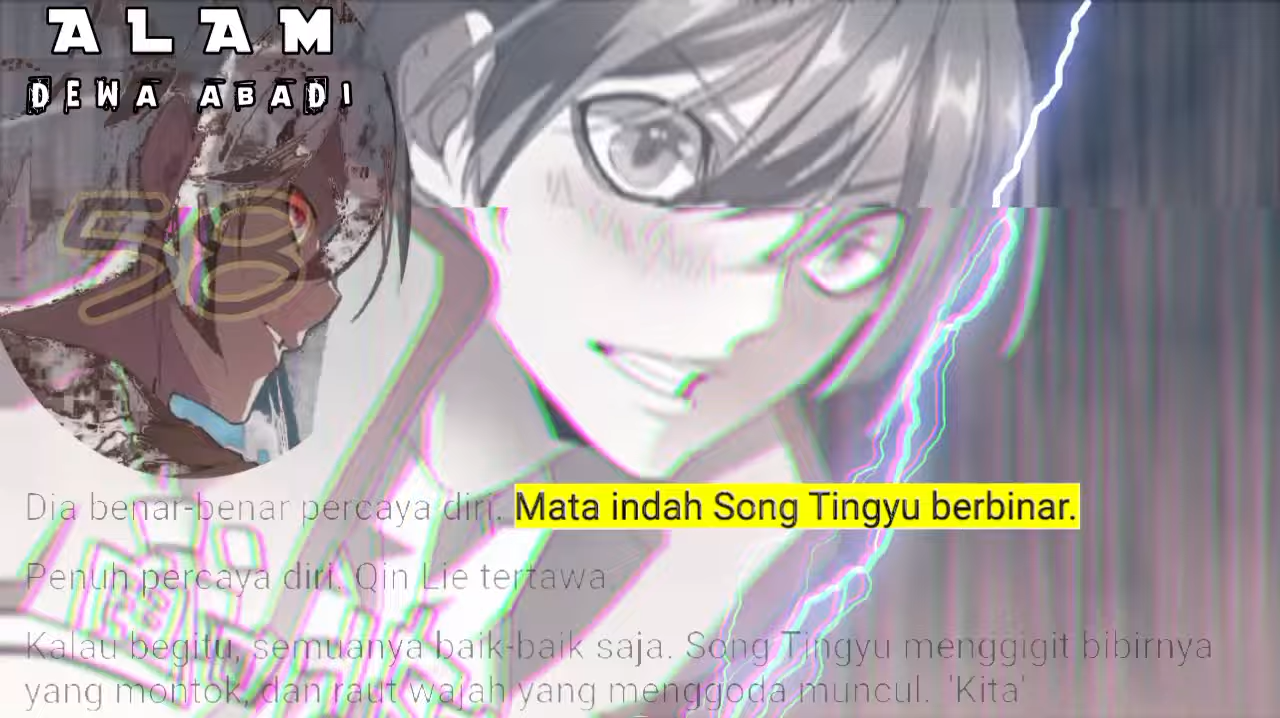 ALAM
DEWA ABADI
58
Dia benar-benar percaya diri. Mata indah Song Tingyu berbinar.
Penuh percaya diri. Qin Lie tertawa.
Kalau begitu, semuanya baik-baik saja. Song Tingyu menggigit bibirnya
yang montok, dan raut wajah yang menggoda muncul. 'Kita'